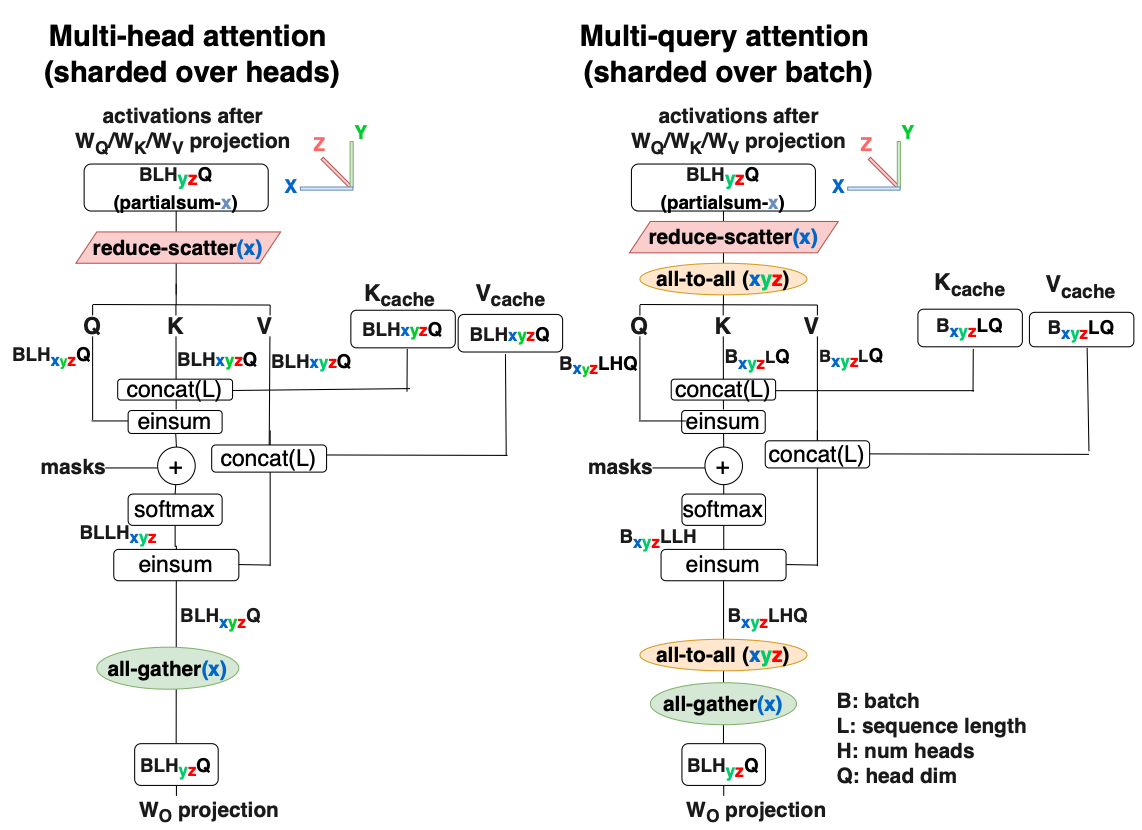 Multi-head attention
(sharded over heads)
activations after
WQ/WK/WV projection
Z
Y
X
BLHyzQ
(partialsum-x)
reduce-scatter(x)
Q
K
V
BLHxyzQ
BLHxyzQ
BLHxyzQ
Kcache
Vcache
BLHxyzQ
BLHxyzQ
concat(L)
einsum
masks
+
concat(L)
softmax
BLLHxyz
einsum
BLHxyzQ
all-gather(x)
BLHyzQ
WO projection
Multi-query attention
(sharded over batch)
activations after
WQ/WK/WV projection
Z
Y
X
BLHyzQ
(partialsum-x)
reduce-scatter(x)
all-to-all (xyz)
Q
K
V
BxyzLHQ
BxyzLQ
BxyzLQ
Kcache
Vcache
BxyzLQ
BxyzLQ
concat(L)
einsum
masks
+
concat(L)
softmax
BxyzLLH
einsum
BxyzLHQ
all-to-all (xyz)
all-gather(x)
BLHyzQ
WO projection
B: batch
L: sequence length
H: num heads
Q: head dim